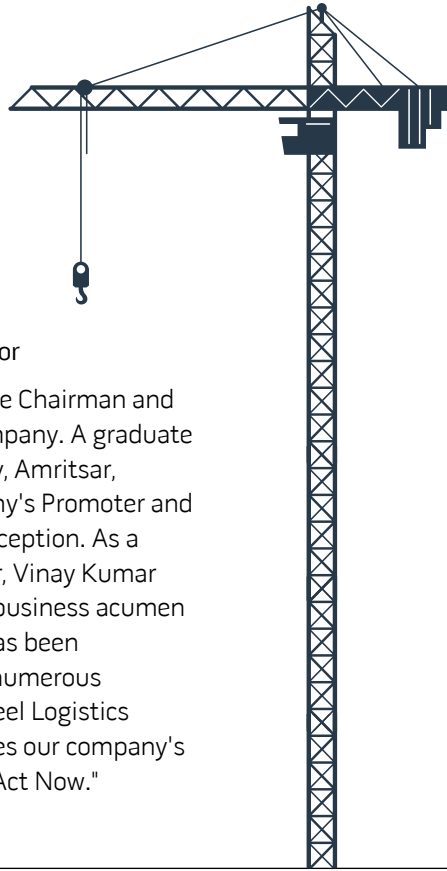 or
e Chairman and
mpany. A graduate
y, Amritsar,
ny's Promoter and
ception. As a
r, Vinay Kumar
business acumen
as been
numerous
eel Logistics
es our company's
Act Now."